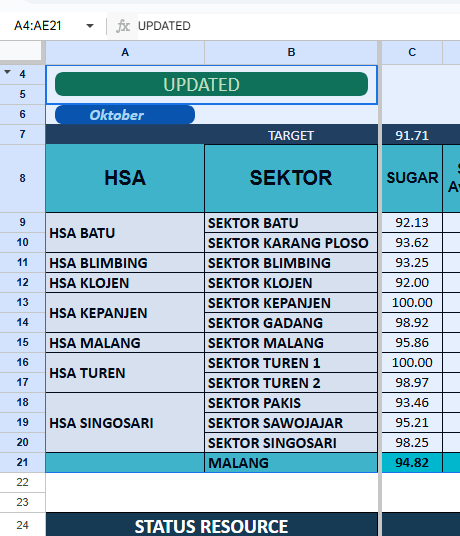 A4:AE21 fx UPDATED
A B C
4 UPDATED
5
6 Oktober
7 TARGET 91.71
8 HSA SEKTOR SUGAR
9 HSA BATU SEKTOR BATU 92.13
10 SEKTOR KARANG PLOSO 93.62
11 HSA BLIMBING SEKTOR BLIMBING 93.25
12 HSA KLOJEN SEKTOR KLOJEN 92.00
13 HSA KEPANJEN SEKTOR KEPANJEN 100.00
14 SEKTOR GADANG 98.92
15 HSA MALANG SEKTOR MALANG 95.86
16 HSA TUREN SEKTOR TUREN 1 100.00
17 SEKTOR TUREN 2 98.97
18 SEKTOR PAKIS 93.46
19 HSA SINGOSARI SEKTOR SAWOJAJAR 95.21
20 SEKTOR SINGOSARI 98.25
21 MALANG 94.82
22
23
24 STATUS RESOURCE